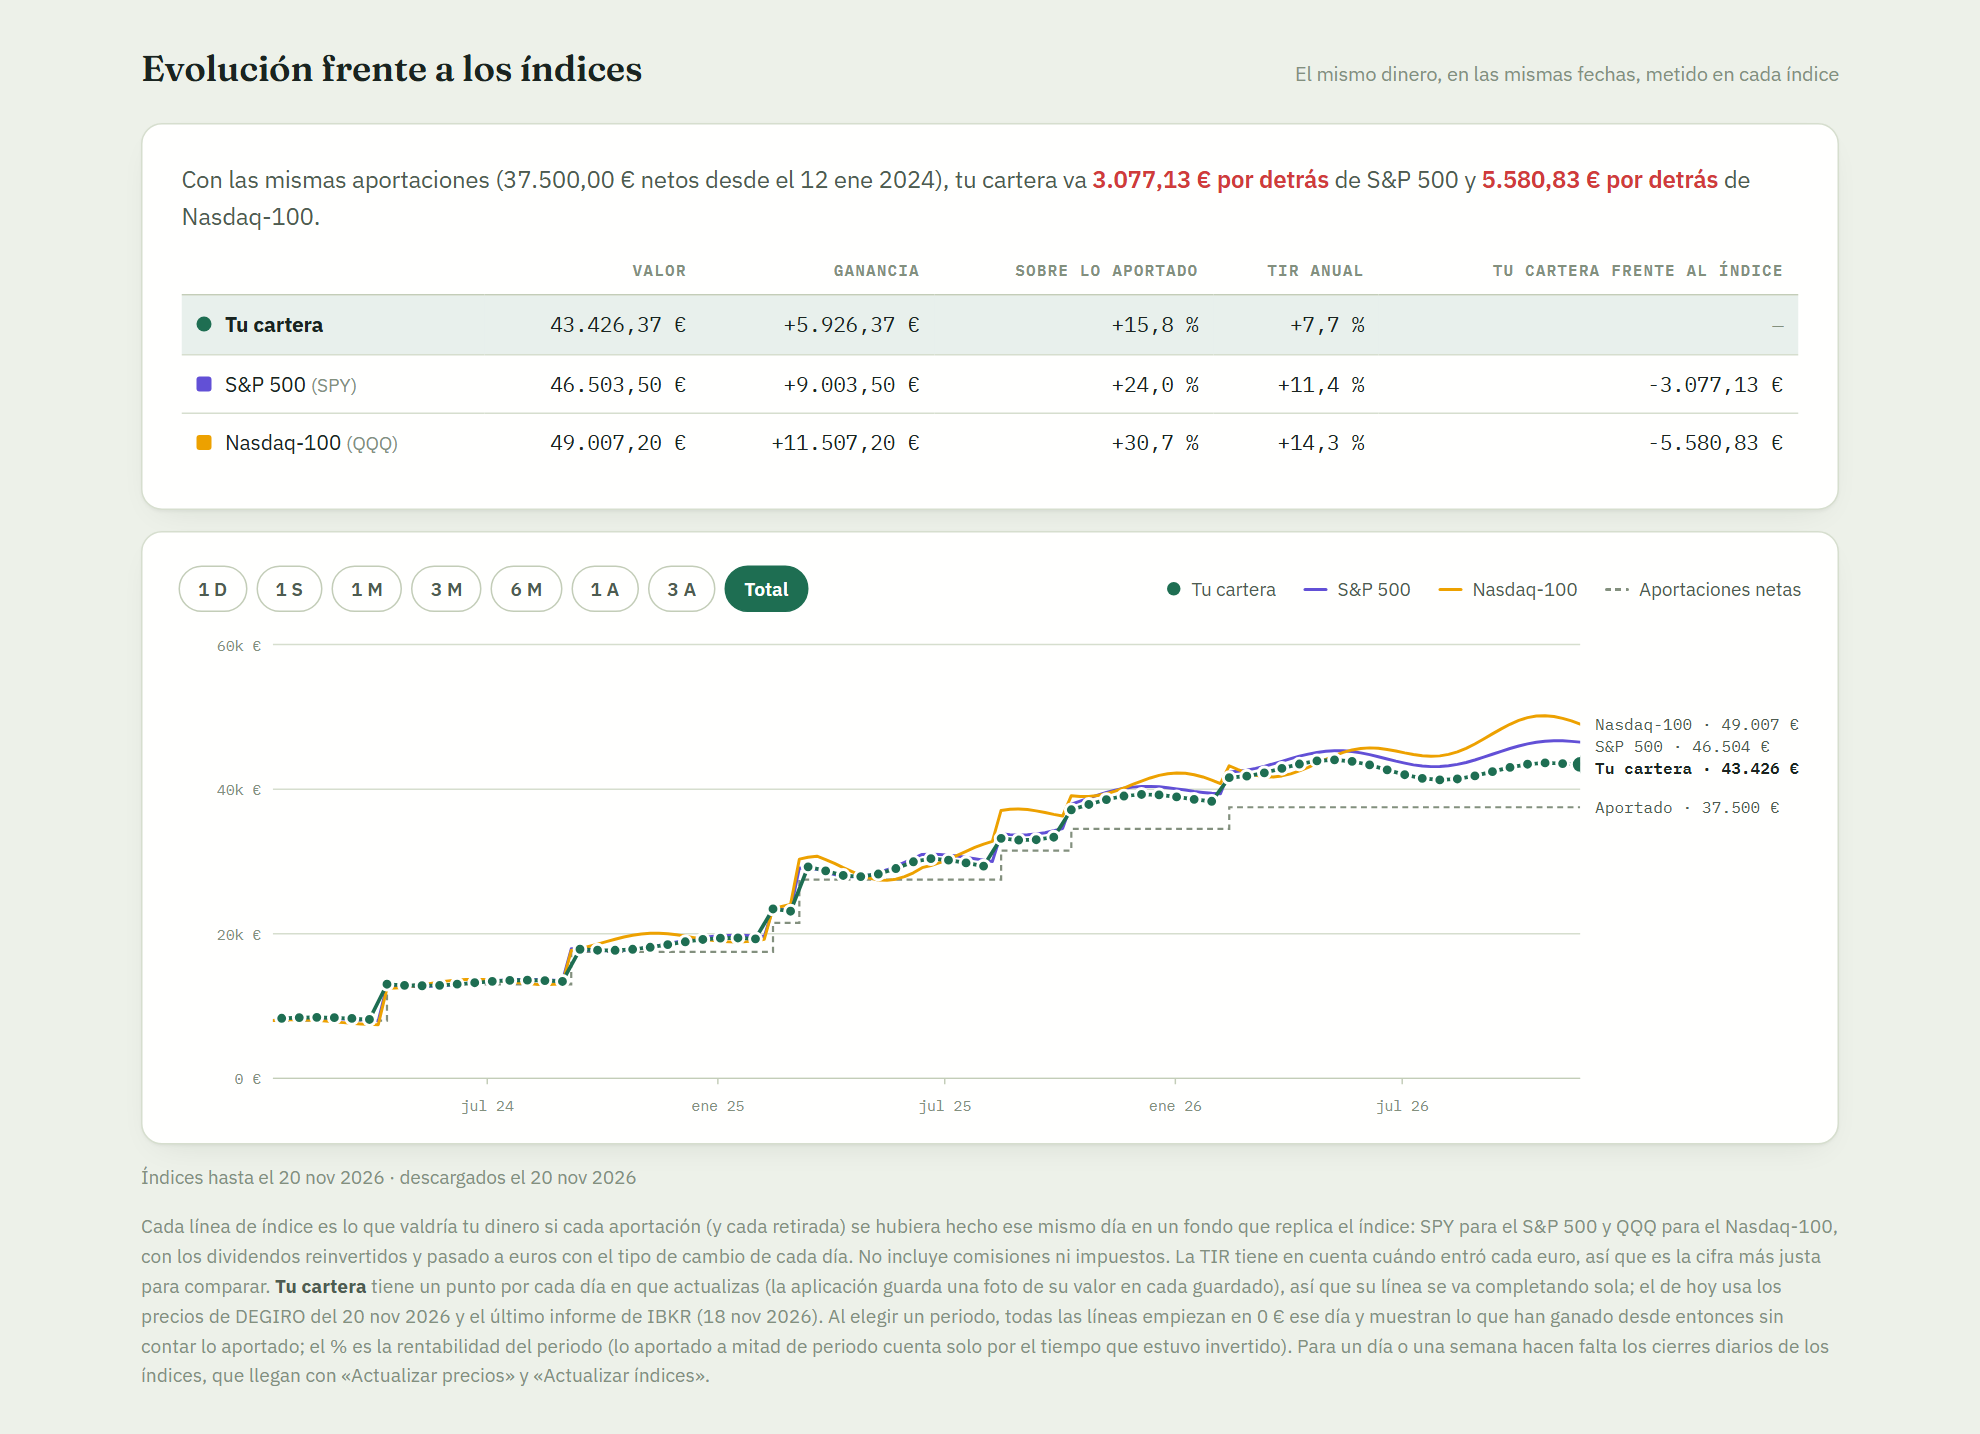 Evolución frente a los índices
El mismo dinero, en las mismas fechas, metido en cada índice
Con las mismas aportaciones (37.500,00 € netos desde el 12 ene 2024), tu cartera va 3.077,13 € por detrás de S&P 500 y 5.580,83 € por detrás de
Nasdaq-100.
VALOR GANANCIA SOBRE LO APORTADO TIR ANUAL TU CARTERA FRENTE AL ÍNDICE
Tu cartera 43.426,37 € +5.926,37 € +15,8 % +7,7 % —
S&P 500 (SPY) 46.503,50 € +9.003,50 € +24,0 % +11,4 % -3.077,13 €
Nasdaq-100 (QQQ) 49.007,20 € +11.507,20 € +30,7 % +14,3 % -5.580,83 €
1 D 1 S 1 M 3 M 6 M 1 A 3 A Total
Tu cartera S&P 500 Nasdaq-100 Aportaciones netas
60k €
Nasdaq-100 · 49.007 €
S&P 500 · 46.504 €
Tu cartera · 43.426 €
40k €
Aportado · 37.500 €
20k €
0 €
jul 24 ene 25 jul 25 ene 26 jul 26
Índices hasta el 20 nov 2026 · descargados el 20 nov 2026
Cada línea de índice es lo que valdría tu dinero si cada aportación (y cada retirada) se hubiera hecho ese mismo día en un fondo que replica el índice: SPY para el S&P 500 y QQQ para el Nasdaq-100,
con los dividendos reinvertidos y pasado a euros con el tipo de cambio de cada día. No incluye comisiones ni impuestos. La TIR tiene en cuenta cuándo entró cada euro, así que es la cifra más justa
para comparar. Tu cartera tiene un punto por cada día en que actualizas (la aplicación guarda una foto de su valor en cada guardado), así que su línea se va completando sola; el de hoy usa los
precios de DEGIRO del 20 nov 2026 y el último informe de IBKR (18 nov 2026). Al elegir un periodo, todas las líneas empiezan en 0 € ese día y muestran lo que han ganado desde entonces sin
contar lo aportado; el % es la rentabilidad del periodo (lo aportado a mitad de periodo cuenta solo por el tiempo que estuvo invertido). Para un día o una semana hacen falta los cierres diarios de los
índices, que llegan con «Actualizar precios» y «Actualizar índices».